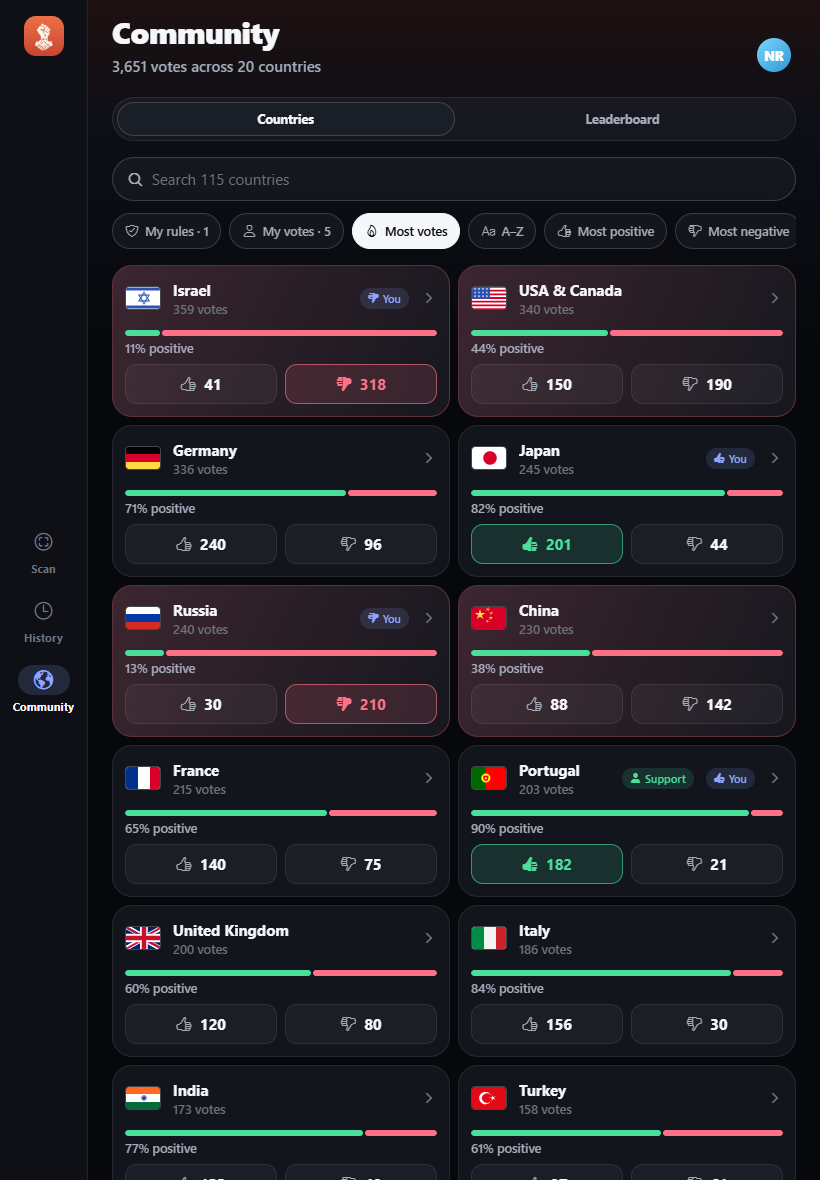 Community
3,651 votes across 20 countries
NR
Countries
Leaderboard
Search 115 countries
My rules · 1
My votes · 5
Most votes
Aa A–Z
Most positive
Most negative
Israel
359 votes
You
11% positive
41
318
USA & Canada
340 votes
44% positive
150
190
Germany
336 votes
71% positive
240
96
Japan
245 votes
You
82% positive
201
44
Scan
History
Community
Russia
240 votes
You
13% positive
30
210
China
230 votes
38% positive
88
142
France
215 votes
65% positive
140
75
Portugal
203 votes
Support
You
90% positive
182
21
United Kingdom
200 votes
60% positive
120
80
Italy
186 votes
84% positive
156
30
India
173 votes
77% positive
Turkey
158 votes
61% positive